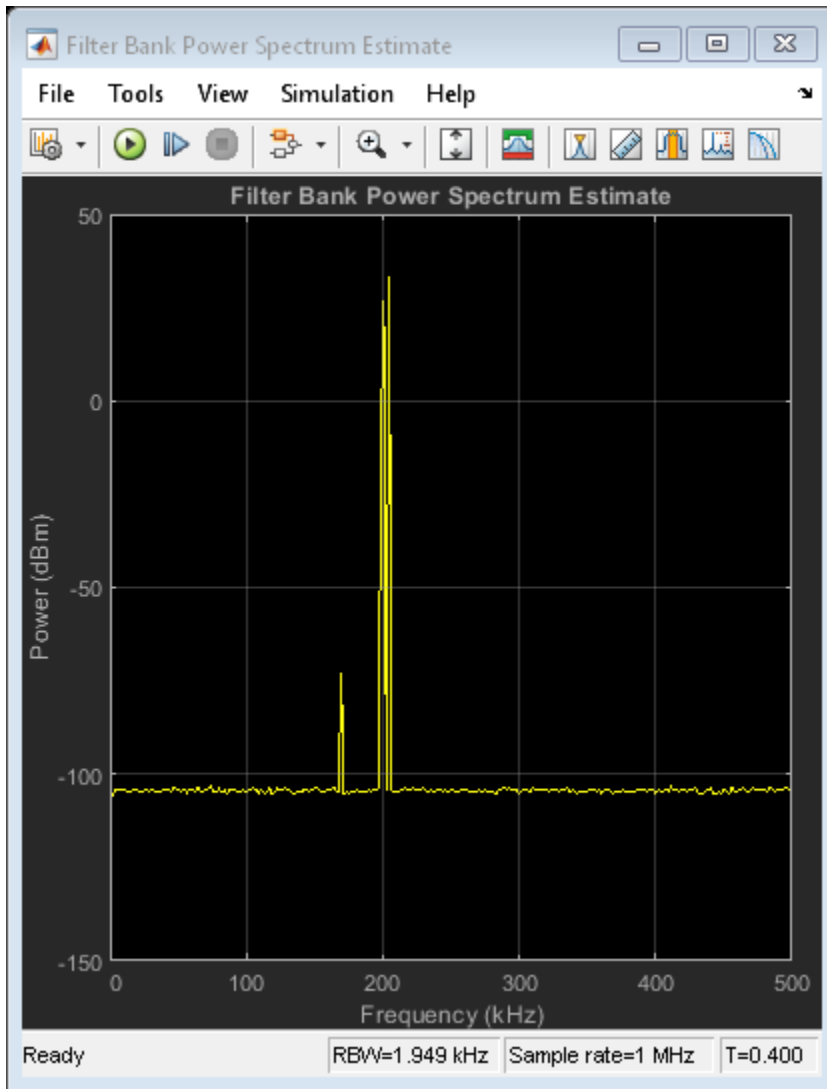 Filter Bank Power Spectrum Estimate
File Tools View Simulation Help
Filter Bank Power Spectrum Estimate
50
0
-50
-100
-150
Power (dBm)
0 100 200 300 400 500
Frequency (kHz)
Ready RBW=1.949 kHz Sample rate=1 MHz T=0.400